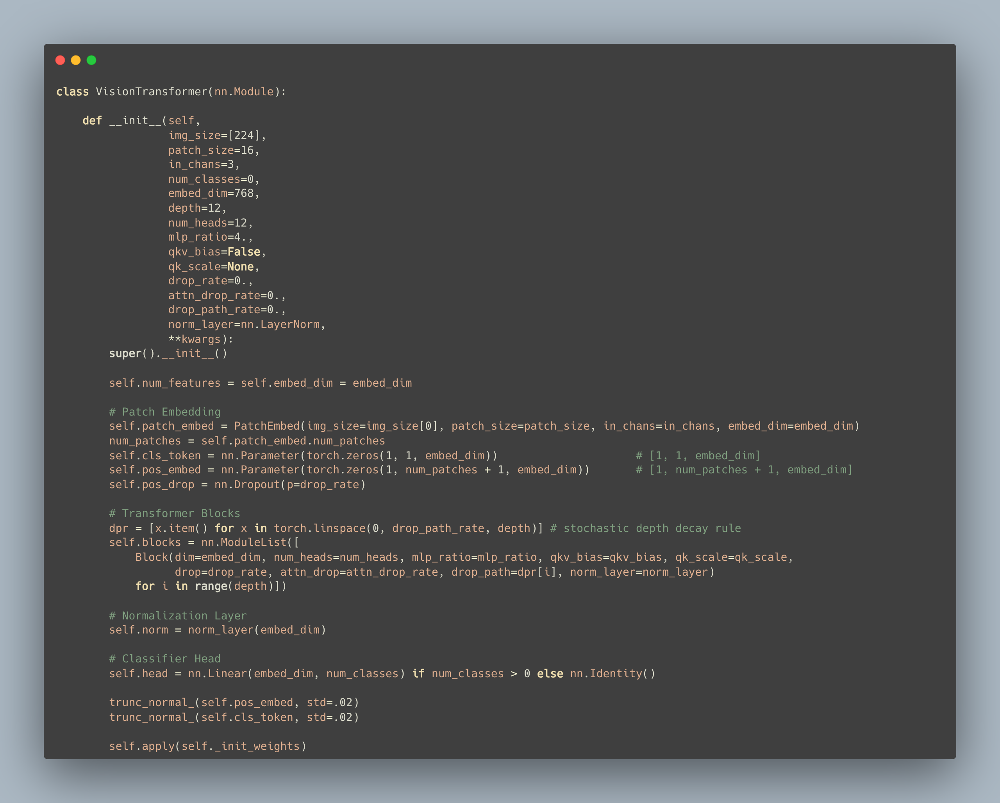 class VisionTransformer(nn.Module):

    def __init__(self,
                 img_size=[224],
                 patch_size=16,
                 in_chans=3,
                 num_classes=0,
                 embed_dim=768,
                 depth=12,
                 num_heads=12,
                 mlp_ratio=4.,
                 qkv_bias=False,
                 qk_scale=None,
                 drop_rate=0.,
                 attn_drop_rate=0.,
                 drop_path_rate=0.,
                 norm_layer=nn.LayerNorm,
                 **kwargs):
        super().__init__()

        self.num_features = self.embed_dim = embed_dim

        # Patch Embedding
        self.patch_embed = PatchEmbed(img_size=img_size[0], patch_size=patch_size, in_chans=in_chans, embed_dim=embed_dim)
        num_patches = self.patch_embed.num_patches
        self.cls_token = nn.Parameter(torch.zeros(1, 1, embed_dim))                     # [1, 1, embed_dim]
        self.pos_embed = nn.Parameter(torch.zeros(1, num_patches + 1, embed_dim))       # [1, num_patches + 1, embed_dim]
        self.pos_drop = nn.Dropout(p=drop_rate)

        # Transformer Blocks
        dpr = [x.item() for x in torch.linspace(0, drop_path_rate, depth)] # stochastic depth decay rule
        self.blocks = nn.ModuleList([
            Block(dim=embed_dim, num_heads=num_heads, mlp_ratio=mlp_ratio, qkv_bias=qkv_bias, qk_scale=qk_scale,
                  drop=drop_rate, attn_drop=attn_drop_rate, drop_path=dpr[i], norm_layer=norm_layer)
            for i in range(depth)])

        # Normalization Layer
        self.norm = norm_layer(embed_dim)

        # Classifier Head
        self.head = nn.Linear(embed_dim, num_classes) if num_classes > 0 else nn.Identity()

        trunc_normal_(self.pos_embed, std=.02)
        trunc_normal_(self.cls_token, std=.02)

        self.apply(self._init_weights)